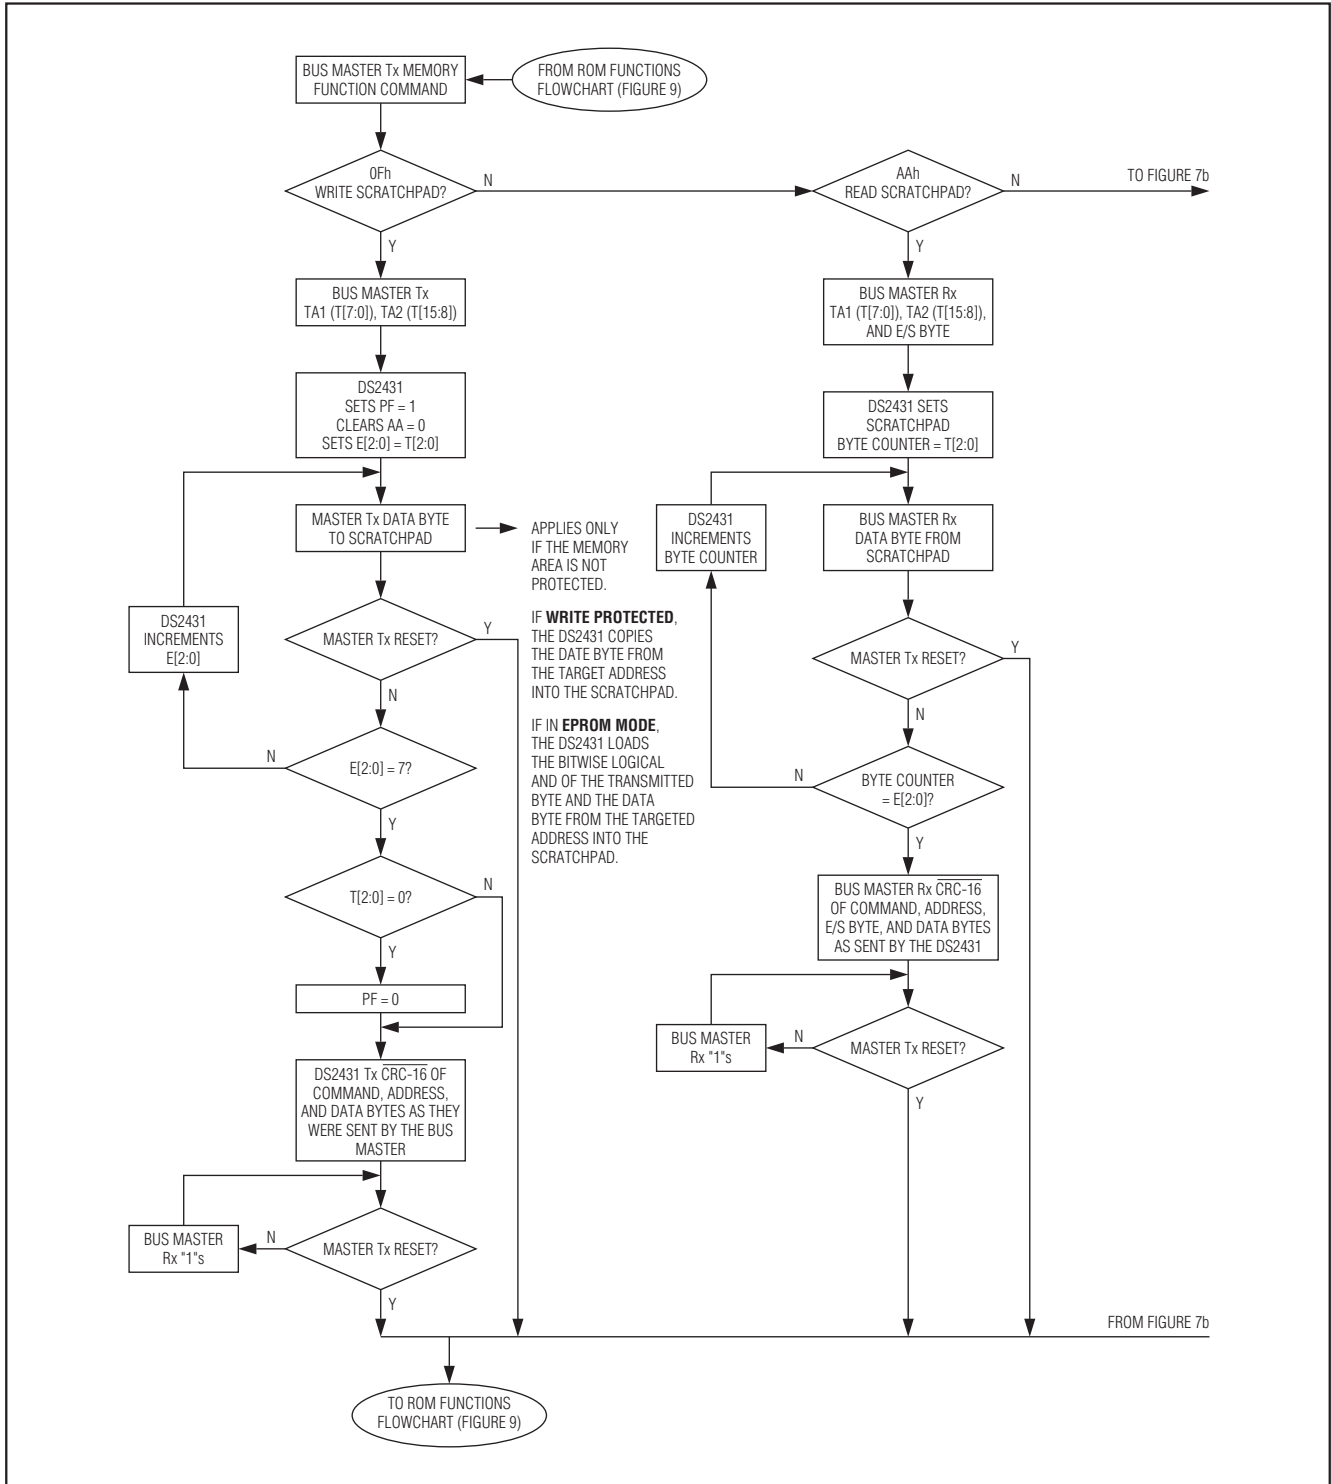 BUS MASTER Tx MEMORY
FUNCTION COMMAND
FROM ROM FUNCTIONS
FLOWCHART (FIGURE 9)
0Fh
WRITE SCRATCHPAD?
N
Y
AAh
READ SCRATCHPAD?
N
Y
TO FIGURE 7b
BUS MASTER Tx
TA1 (T[7:0]), TA2 (T[15:8])
DS2431
SETS PF = 1
CLEARS AA = 0
SETS E[2:0] = T[2:0]
MASTER Tx DATA BYTE
TO SCRATCHPAD
APPLIES ONLY
IF THE MEMORY
AREA IS NOT
PROTECTED.
IF WRITE PROTECTED,
THE DS2431 COPIES
THE DATE BYTE FROM
THE TARGET ADDRESS
INTO THE SCRATCHPAD.
IF IN EPROM MODE,
THE DS2431 LOADS
THE BITWISE LOGICAL
AND OF THE TRANSMITTED
BYTE AND THE DATA
BYTE FROM THE TARGETED
ADDRESS INTO THE
SCRATCHPAD.
DS2431
INCREMENTS
E[2:0]
MASTER Tx RESET?
Y
N
E[2:0] = 7?
N
Y
T[2:0] = 0?
N
Y
PF = 0
DS2431 Tx CRC-16 OF
COMMAND, ADDRESS,
AND DATA BYTES AS THEY
WERE SENT BY THE BUS
MASTER
BUS MASTER
Rx "1"s
N
MASTER Tx RESET?
Y
BUS MASTER Rx
TA1 (T[7:0]), TA2 (T[15:8]),
AND E/S BYTE
DS2431 SETS
SCRATCHPAD
BYTE COUNTER = T[2:0]
DS2431
INCREMENTS
BYTE COUNTER
BUS MASTER Rx
DATA BYTE FROM
SCRATCHPAD
MASTER Tx RESET?
Y
N
BYTE COUNTER
= E[2:0]?
N
Y
BUS MASTER Rx CRC-16
OF COMMAND, ADDRESS,
E/S BYTE, AND DATA BYTES
AS SENT BY THE DS2431
BUS MASTER
Rx "1"s
N
MASTER Tx RESET?
Y
FROM FIGURE 7b
TO ROM FUNCTIONS
FLOWCHART (FIGURE 9)